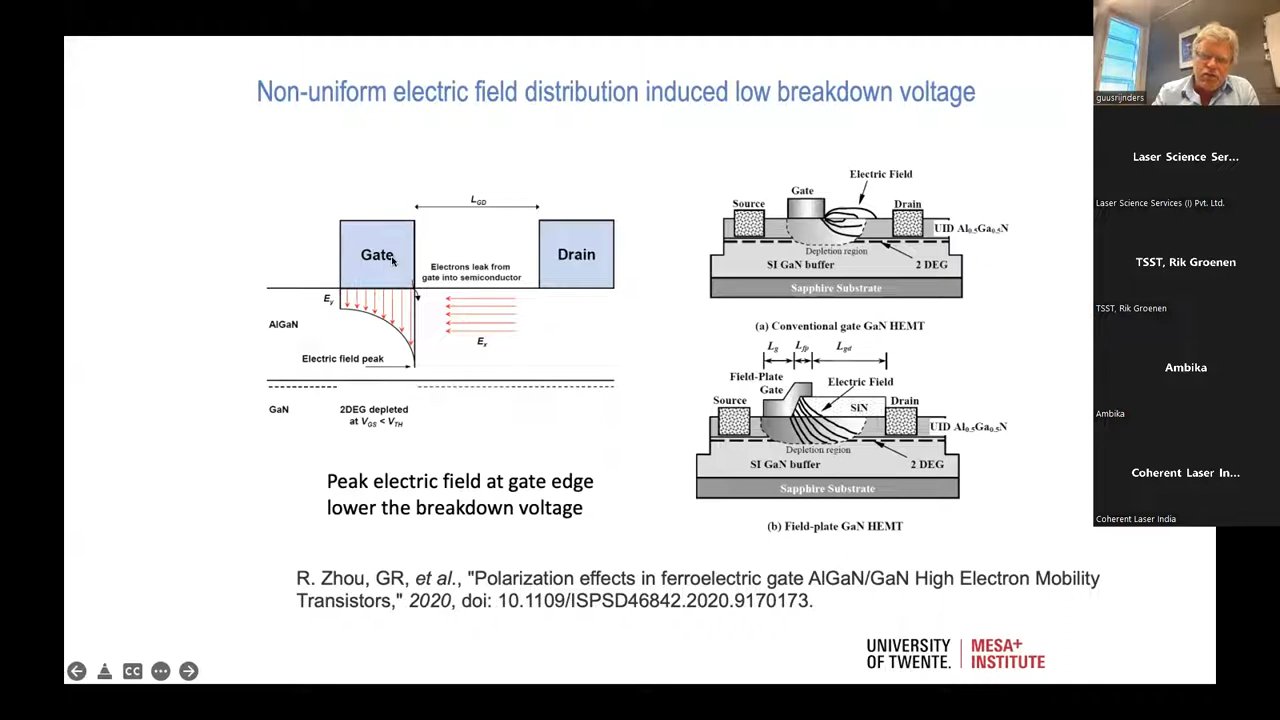 Non-uniform electric field distribution induced low breakdown voltage
L_GD
Gate
Drain
Electrons leak from
gate into semiconductor
E_y
AlGaN
E_x
Electric field peak
GaN
2DEG depleted
at V_GS < V_TH
Peak electric field at gate edge
lower the breakdown voltage
Electric Field
Gate
Source
Drain
UID Al0.5Ga0.5N
Depletion region
SI GaN buffer
2 DEG
Sapphire Substrate
(a) Conventional gate GaN HEMT
L_g
L_fp
L_gd
Field-Plate
Gate
Electric Field
Source
SiN
Drain
UID Al0.5Ga0.5N
Depletion region
SI GaN buffer
2 DEG
Sapphire Substrate
(b) Field-plate GaN HEMT
R. Zhou, GR, et al., "Polarization effects in ferroelectric gate AlGaN/GaN High Electron Mobility
Transistors," 2020, doi: 10.1109/ISPSD46842.2020.9170173.
UNIVERSITY
OF TWENTE.
MESA+
INSTITUTE
CC
guusrijnders
Laser Science Ser...
Laser Science Services (I) Pvt. Ltd.
TSST, Rik Groenen
TSST, Rik Groenen
Ambika
Ambika
Coherent Laser In...
Coherent Laser India